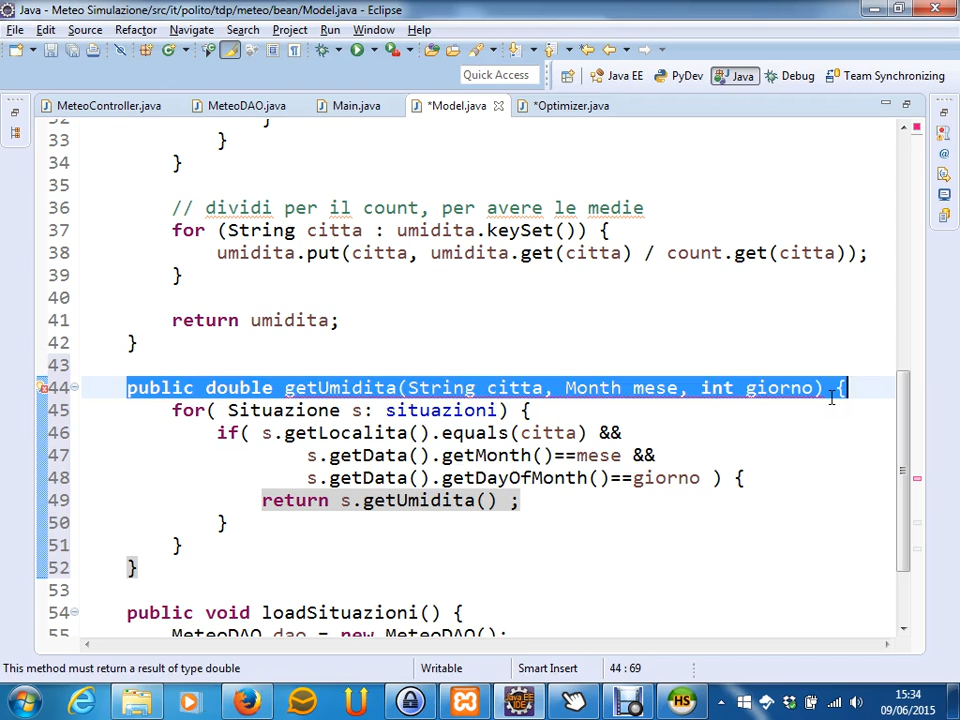 Java - Meteo Simulazione/src/it/polito/tdp/meteo/bean/Model.java - Eclipse
File Edit Source Refactor Navigate Search Project Run Window Help
Quick Access Java EE PyDev Java Debug Team Synchronizing
MeteoController.java MeteoDAO.java Main.java *Model.java *Optimizer.java
32 }
33 }
34 }
35
36 // dividi per il count, per avere le medie
37 for (String citta : umidita.keySet()) {
38 umidita.put(citta, umidita.get(citta) / count.get(citta));
39 }
40
41 return umidita;
42 }
43
44 public double getUmidita(String citta, Month mese, int giorno) {
45 for( Situazione s: situazioni) {
46 if( s.getLocalita().equals(citta) &&
47 s.getData().getMonth()==mese &&
48 s.getData().getDayOfMonth()==giorno ) {
49 return s.getUmidita() ;
50 }
51 }
52 }
53
54 public void loadSituazioni() {
55 MeteoDAO dao = new MeteoDAO();
This method must return a result of type double Writable Smart Insert 44 : 69
15:34
09/06/2015